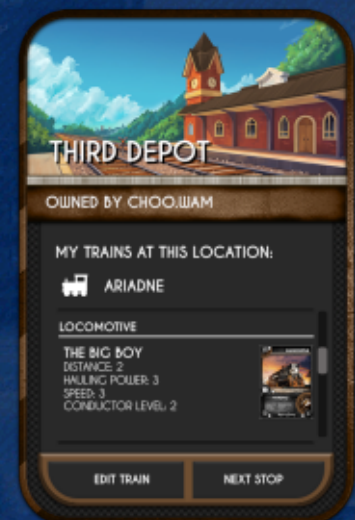 THIRD DEPOT
OWNED BY CHOO.WAM
MY TRAINS AT THIS LOCATION:
ARIADNE
LOCOMOTIVE
THE BIG BOY
DISTANCE: 2
HAULING POWER: 3
SPEED: 3
CONDUCTOR LEVEL: 2
EDIT TRAIN
NEXT STOP